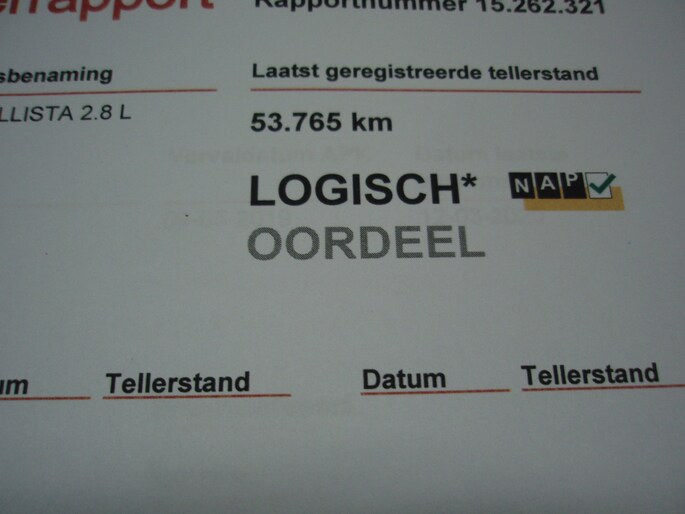 Rapportnummer 15.262.321
Laatst geregistreerde tellerstand
LLISTA 2.8 L
53.765 km
LOGISCH* NAP
OORDEEL
Tellerstand Datum Tellerstand